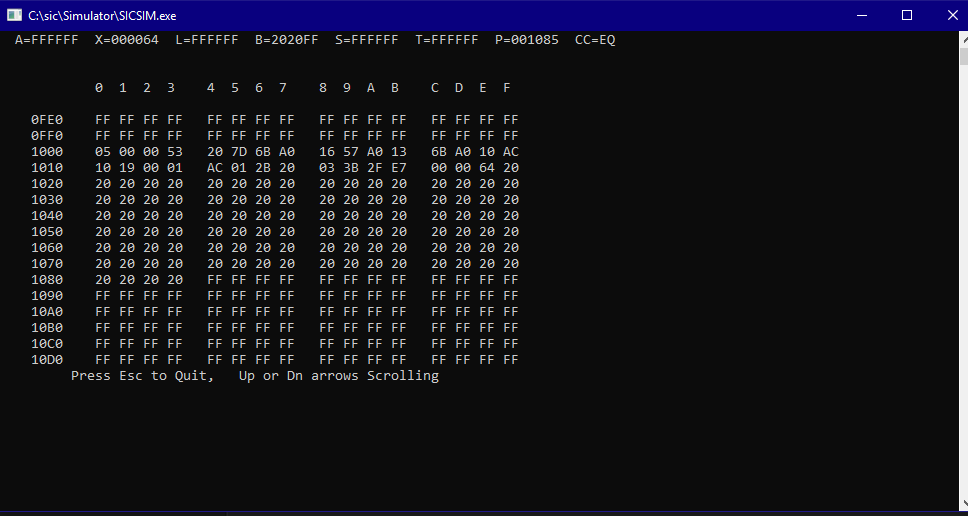 C:\sic\Simulator\SICSIM.exe
A=FFFFFF X=000064 L=FFFFFF B=2020FF S=FFFFFF T=FFFFFF P=001085 CC=EQ
0 1 2 3 4 5 6 7 8 9 A B C D E F
0FE0 FF FF FF FF FF FF FF FF FF FF FF FF FF FF FF FF
0FF0 FF FF FF FF FF FF FF FF FF FF FF FF FF FF FF FF
1000 05 00 00 53 20 7D 6B A0 16 57 A0 13 6B A0 10 AC
1010 10 19 00 01 AC 01 2B 20 03 3B 2F E7 00 00 64 20
1020 20 20 20 20 20 20 20 20 20 20 20 20 20 20 20 20
1030 20 20 20 20 20 20 20 20 20 20 20 20 20 20 20 20
1040 20 20 20 20 20 20 20 20 20 20 20 20 20 20 20 20
1050 20 20 20 20 20 20 20 20 20 20 20 20 20 20 20 20
1060 20 20 20 20 20 20 20 20 20 20 20 20 20 20 20 20
1070 20 20 20 20 20 20 20 20 20 20 20 20 20 20 20 20
1080 20 20 20 20 FF FF FF FF FF FF FF FF FF FF FF FF
1090 FF FF FF FF FF FF FF FF FF FF FF FF FF FF FF FF
10A0 FF FF FF FF FF FF FF FF FF FF FF FF FF FF FF FF
10B0 FF FF FF FF FF FF FF FF FF FF FF FF FF FF FF FF
10C0 FF FF FF FF FF FF FF FF FF FF FF FF FF FF FF FF
10D0 FF FF FF FF FF FF FF FF FF FF FF FF FF FF FF FF
Press Esc to Quit, Up or Dn arrows Scrolling